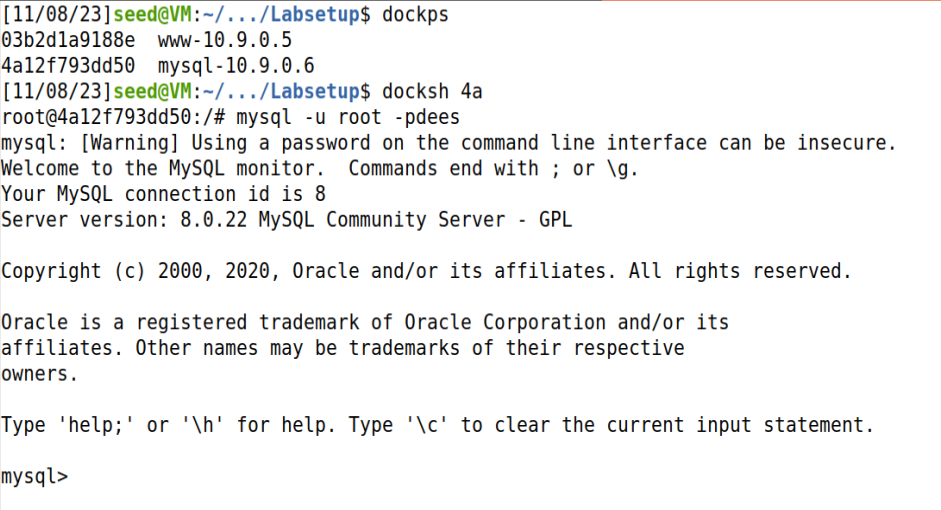 [11/08/23]seed@VM:~/.../Labsetup$ dockps
03b2d1a9188e  www-10.9.0.5
4a12f793dd50  mysql-10.9.0.6
[11/08/23]seed@VM:~/.../Labsetup$ docksh 4a
root@4a12f793dd50:/# mysql -u root -pdees
mysql: [Warning] Using a password on the command line interface can be insecure.
Welcome to the MySQL monitor.  Commands end with ; or \g.
Your MySQL connection id is 8
Server version: 8.0.22 MySQL Community Server - GPL

Copyright (c) 2000, 2020, Oracle and/or its affiliates. All rights reserved.

Oracle is a registered trademark of Oracle Corporation and/or its
affiliates. Other names may be trademarks of their respective
owners.

Type 'help;' or '\h' for help. Type '\c' to clear the current input statement.

mysql>